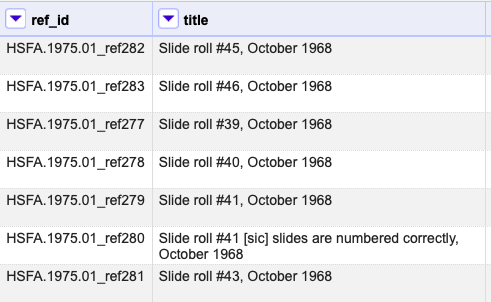 ref_id title
HSFA.1975.01_ref282 Slide roll #45, October 1968
HSFA.1975.01_ref283 Slide roll #46, October 1968
HSFA.1975.01_ref277 Slide roll #39, October 1968
HSFA.1975.01_ref278 Slide roll #40, October 1968
HSFA.1975.01_ref279 Slide roll #41, October 1968
HSFA.1975.01_ref280 Slide roll #41 [sic] slides are numbered correctly,
October 1968
HSFA.1975.01_ref281 Slide roll #43, October 1968